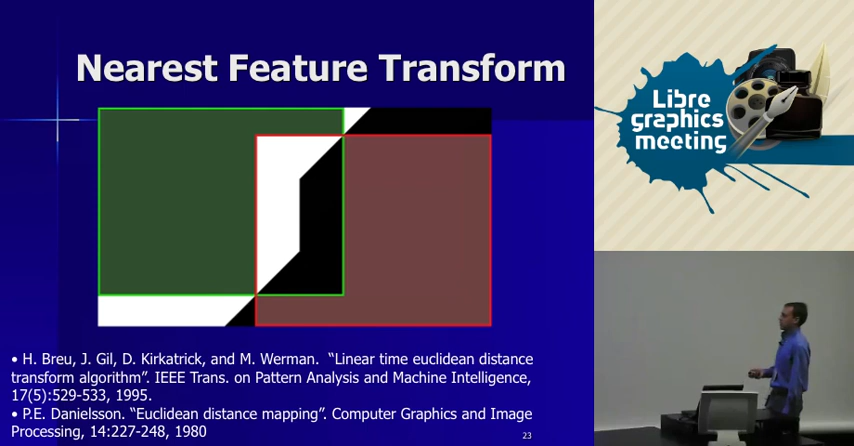 Nearest Feature Transform
• H. Breu, J. Gil, D. Kirkatrick, and M. Werman. “Linear time euclidean distance
transform algorithm”. IEEE Trans. on Pattern Analysis and Machine Intelligence,
17(5):529-533, 1995.
• P.E. Danielsson. “Euclidean distance mapping”. Computer Graphics and Image
Processing, 14:227-248, 1980
23
Libre
graphics
meeting